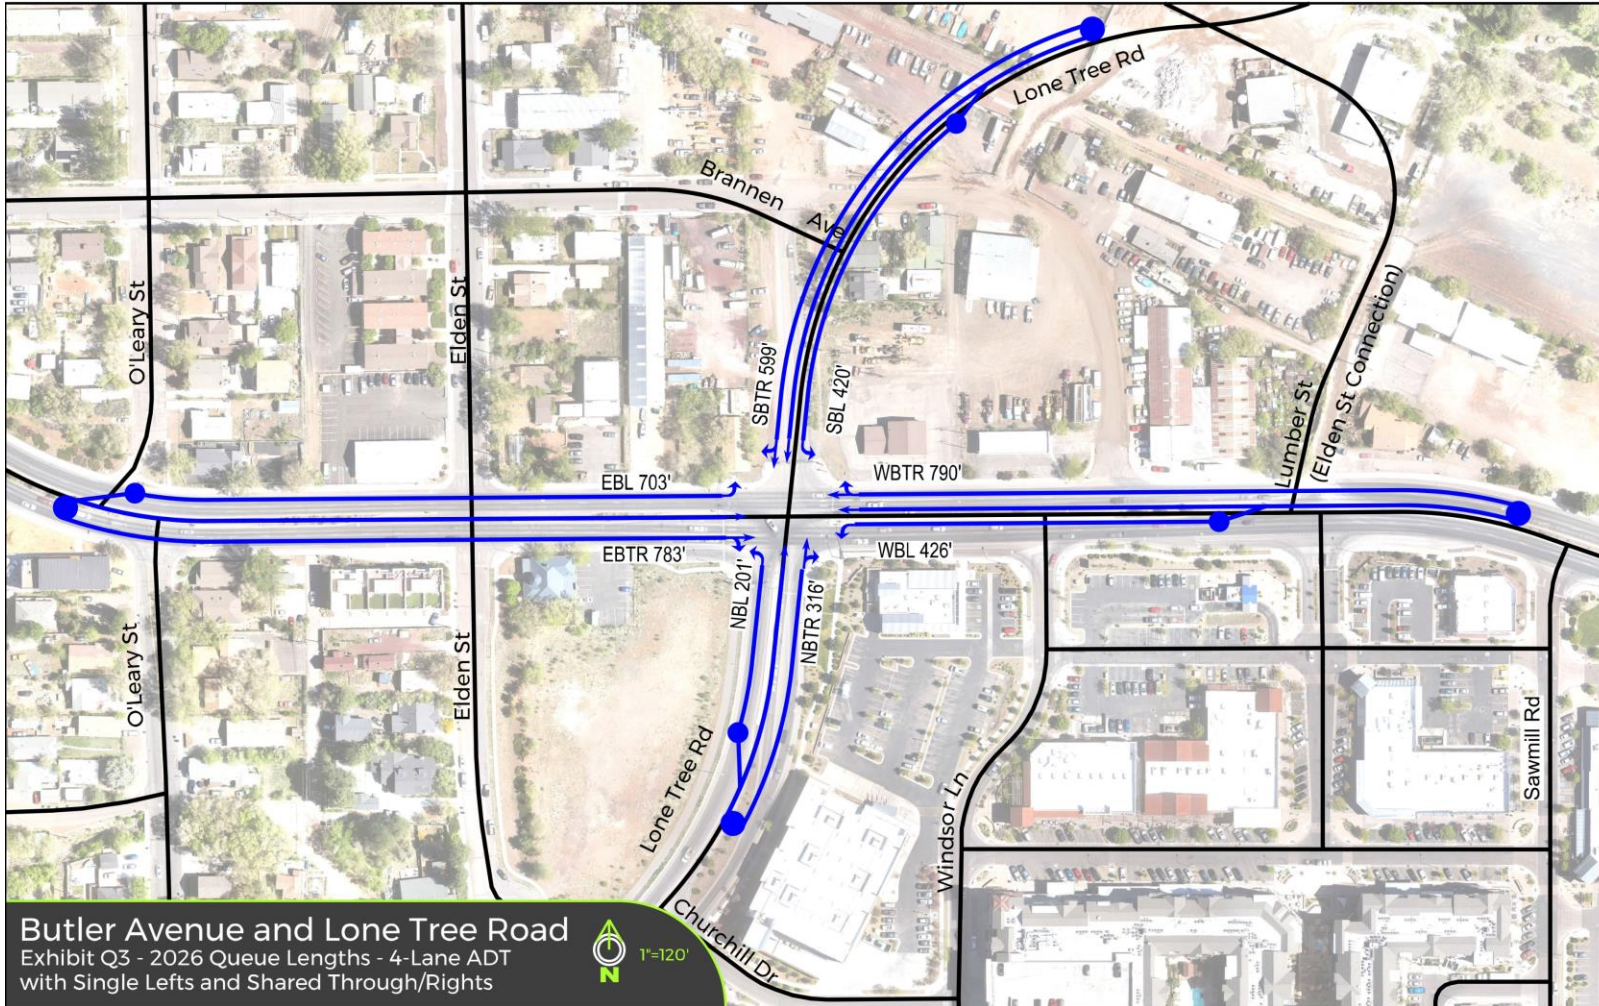 Lone Tree Rd
Brannen Ave
O'Leary St
Elden St
SBTR 599'
SBL 420'
Lumber St
(Elden St Connection)
EBL 703'
WBTR 790'
EBTR 783'
WBL 426'
NBL 201'
NBTR 316'
O'Leary St
Elden St
Lone Tree Rd
Windsor Ln
Sawmill Rd
Churchill Dr
Butler Avenue and Lone Tree Road
Exhibit Q3 - 2026 Queue Lengths - 4-Lane ADT
with Single Lefts and Shared Through/Rights
N
1"=120'